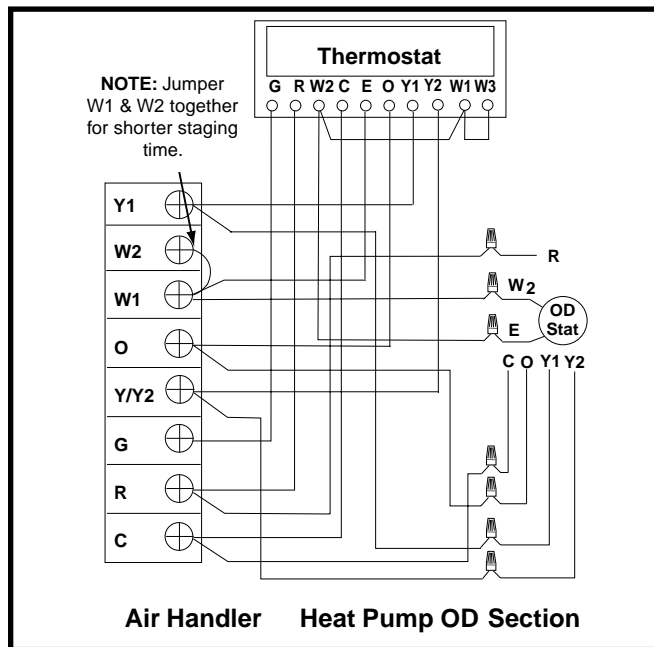 Thermostat
G R W2 C E O Y1 Y2 W1 W3
NOTE: Jumper
W1 & W2 together
for shorter staging
time.
Y1
W2
W1
O
Y/Y2
G
R
C
R
W2
OD
Stat
E
C O Y1 Y2
Air Handler
Heat Pump OD Section